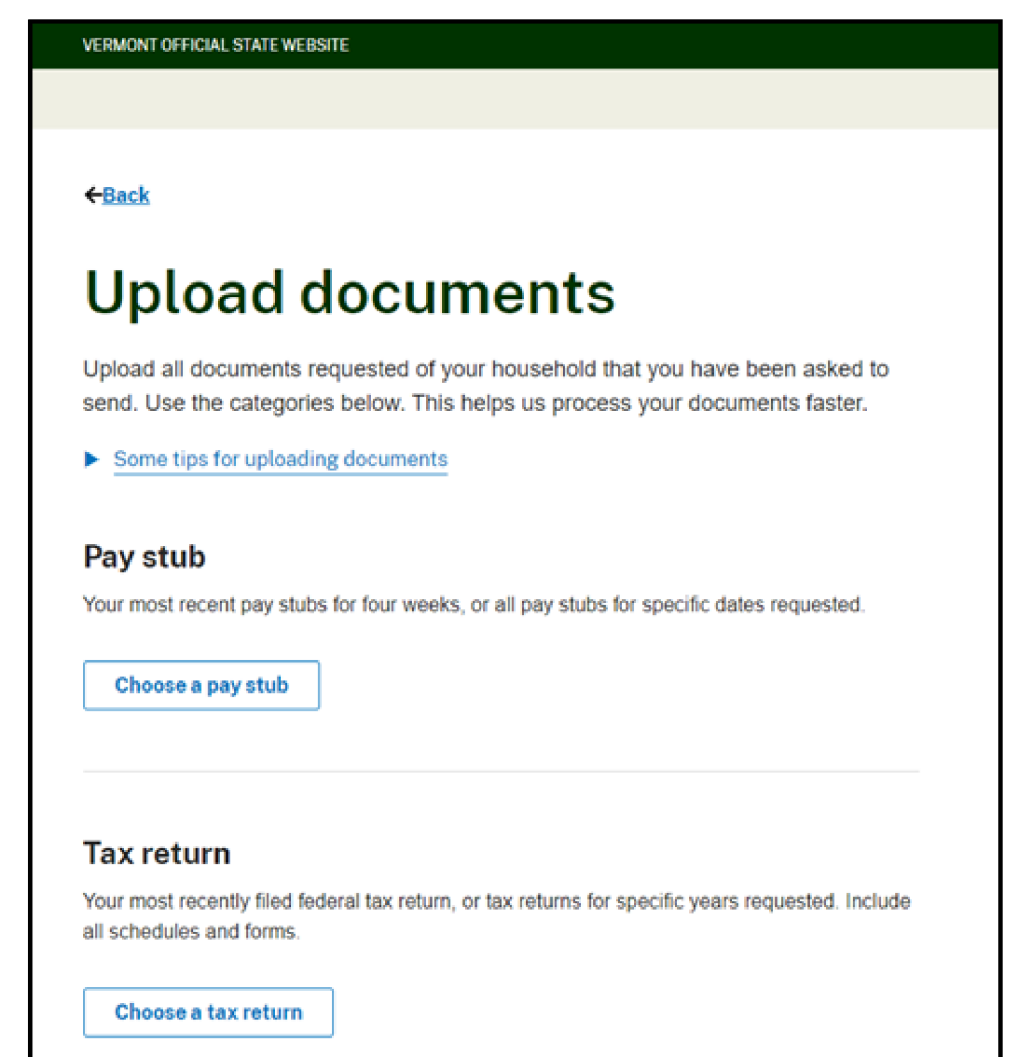 VERMONT OFFICIAL STATE WEBSITE
←Back
Upload documents
Upload all documents requested of your household that you have been asked to
send. Use the categories below. This helps us process your documents faster.
▶ Some tips for uploading documents
Pay stub
Your most recent pay stubs for four weeks, or all pay stubs for specific dates requested.
Choose a pay stub
Tax return
Your most recently filed federal tax return, or tax returns for specific years requested. Include
all schedules and forms.
Choose a tax return